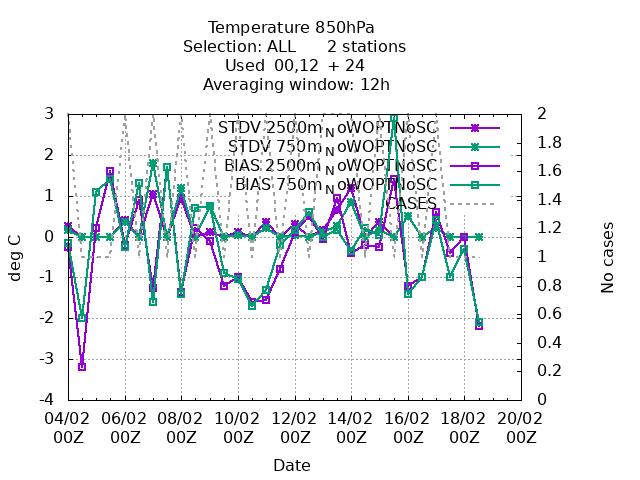 Temperature 850hPa
Selection: ALL 2 stations
Used 00,12 + 24
Averaging window: 12h
STDV 2500m_NoWOPTNoSC
STDV 750m_NoWOPTNoSC
BIAS 2500m_NoWOPTNoSC
BIAS 750m_NoWOPTNoSC
CASES
deg C
3
2
1
0
-1
-2
-3
-4
No cases
2
1.8
1.6
1.4
1.2
1
0.8
0.6
0.4
0.2
0
04/02 06/02 08/02 10/02 12/02 14/02 16/02 18/02 20/02
00Z 00Z 00Z 00Z 00Z 00Z 00Z 00Z 00Z
Date